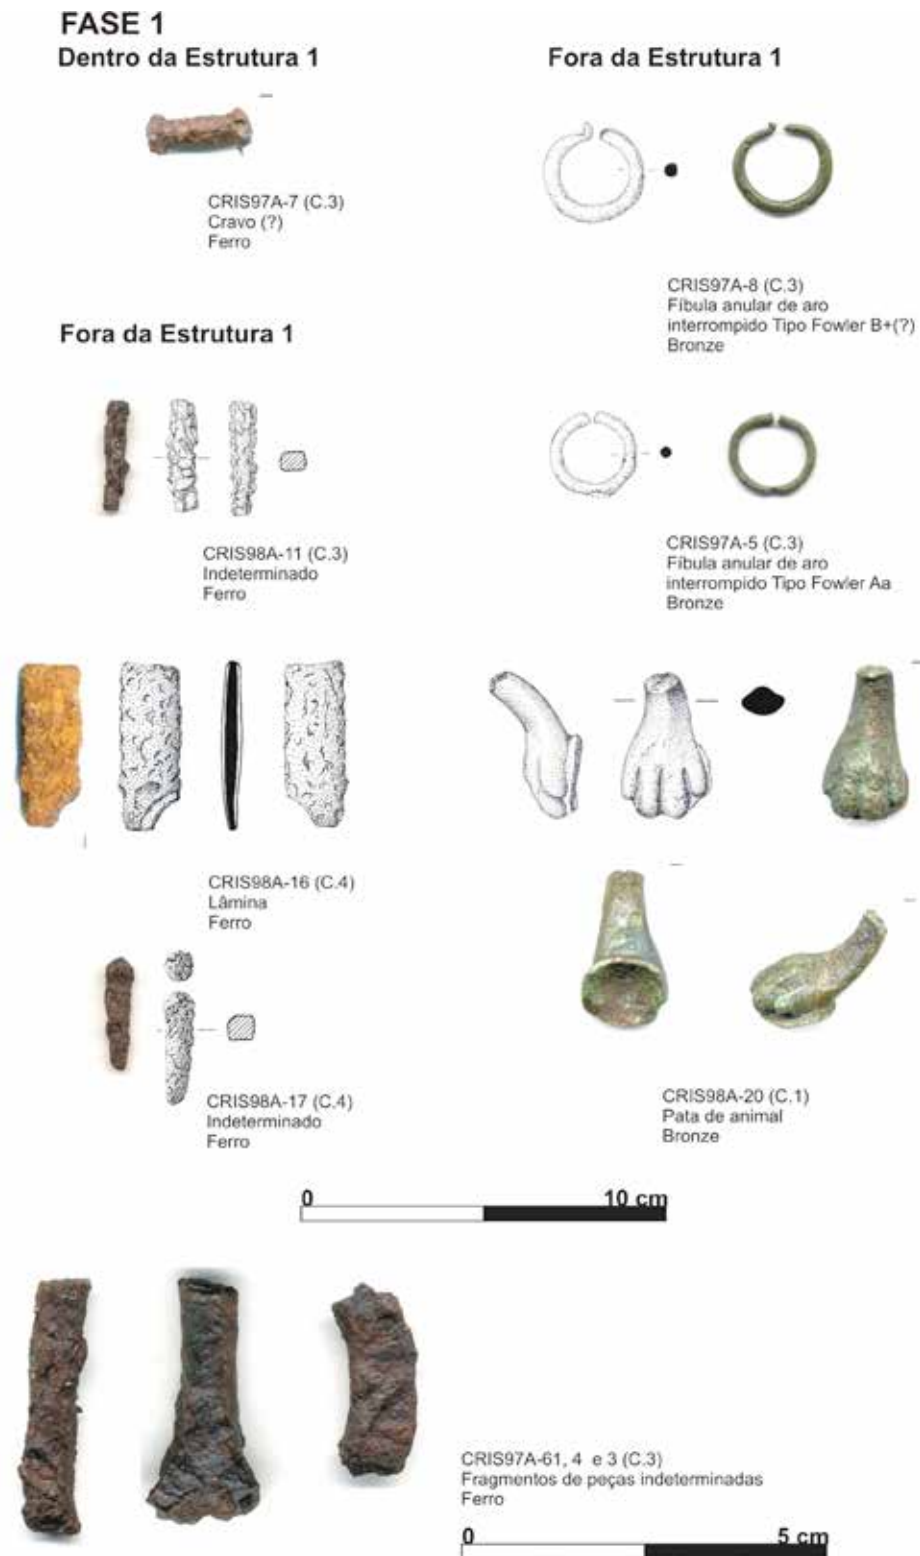 FASE 1
Dentro da Estrutura 1
CRIS97A-7 (C.3)
Cravo (?)
Ferro
Fora da Estrutura 1
CRIS98A-11 (C.3)
Indeterminado
Ferro
CRIS98A-16 (C.4)
Lâmina
Ferro
CRIS98A-17 (C.4)
Indeterminado
Ferro
Fora da Estrutura 1
CRIS97A-8 (C.3)
Fíbula anular de aro
interrompido Tipo Fowler B+(?)
Bronze
CRIS97A-5 (C.3)
Fíbula anular de aro
interrompido Tipo Fowler Aa
Bronze
CRIS98A-20 (C.1)
Pata de animal
Bronze
0 10 cm
CRIS97A-61, 4 e 3 (C.3)
Fragmentos de peças indeterminadas
Ferro
0 5 cm